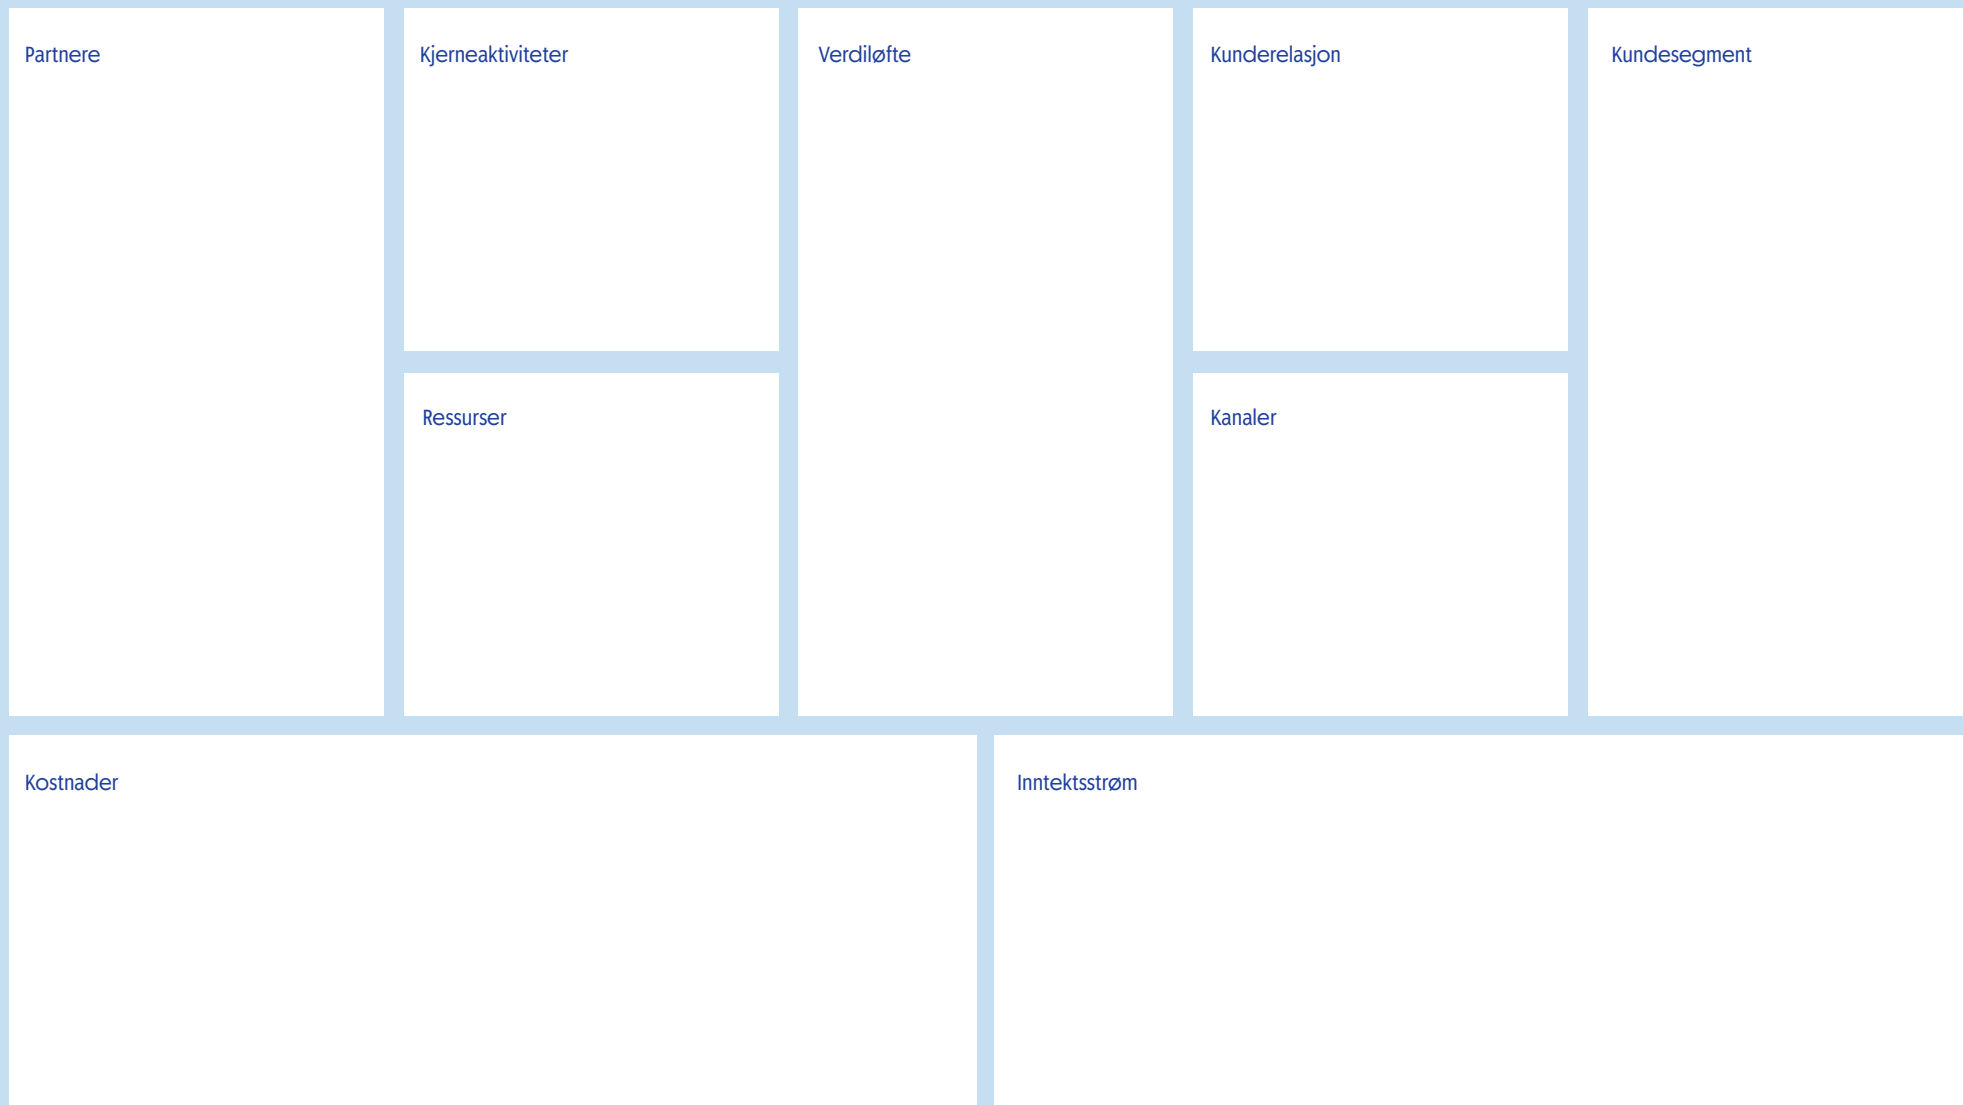 Partnere
Kjerneaktiviteter
Verdiløfte
Kunderelasjon
Kundesegment
Ressurser
Kanaler
Kostnader
Inntektsstrøm